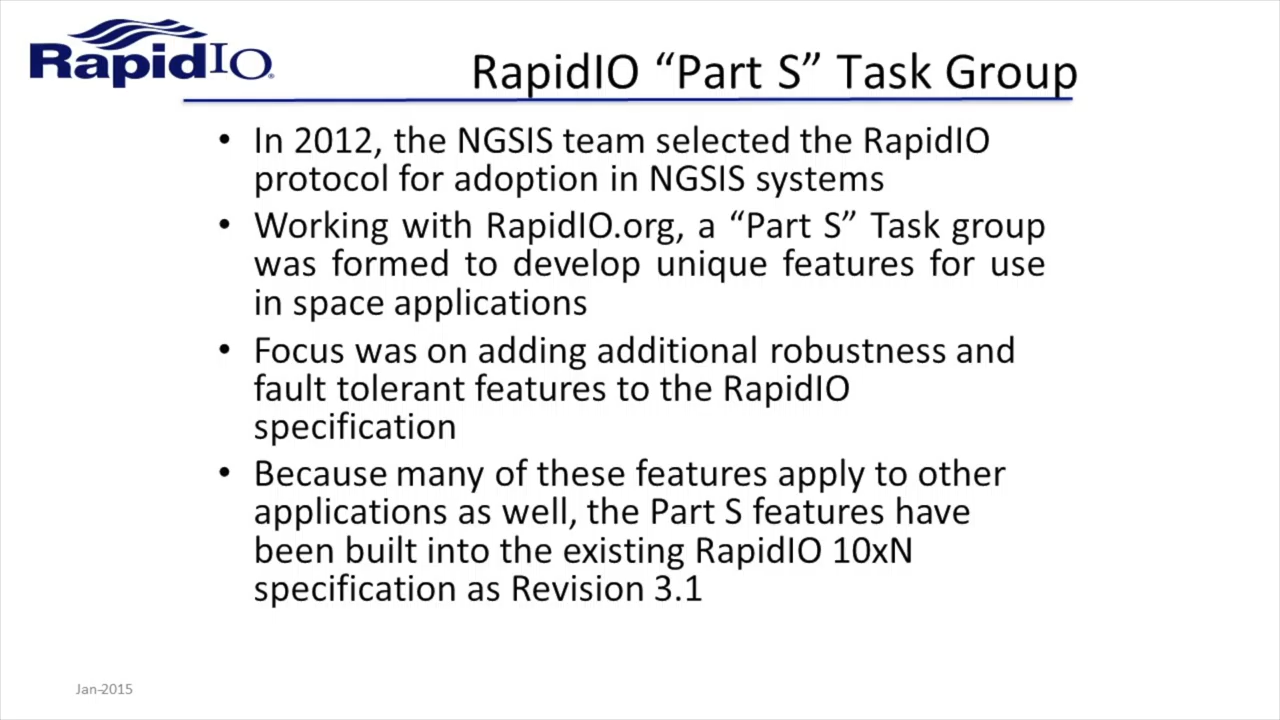 RapidIO
RapidIO “Part S” Task Group
• In 2012, the NGSIS team selected the RapidIO
protocol for adoption in NGSIS systems
• Working with RapidIO.org, a “Part S” Task group
was formed to develop unique features for use
in space applications
• Focus was on adding additional robustness and
fault tolerant features to the RapidIO
specification
• Because many of these features apply to other
applications as well, the Part S features have
been built into the existing RapidIO 10xN
specification as Revision 3.1
Jan-2015